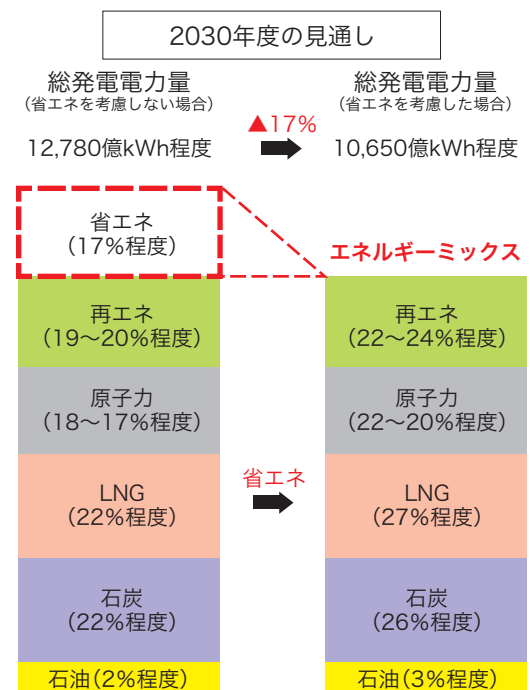 2030年度の見通し
総発電電力量
(省エネを考慮しない場合)
12,780億kWh程度
▲17%
総発電電力量
(省エネを考慮した場合)
10,650億kWh程度
省エネ
(17%程度)
エネルギーミックス
再エネ
(19～20%程度)
原子力
(18～17%程度)
LNG
(22%程度)
石炭
(22%程度)
石油(2%程度)
省エネ
再エネ
(22～24%程度)
原子力
(22～20%程度)
LNG
(27%程度)
石炭
(26%程度)
石油(3%程度)